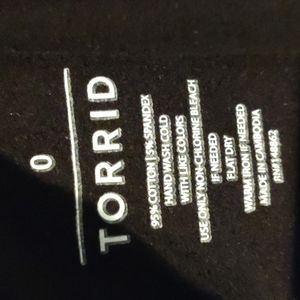 0
TORRID
95% COTTON | 5% SPANDEX
HAND WASH COLD
WITH LIKE COLORS
USE ONLY NON-CHLORINE BLEACH
IF NEEDED
FLAT DRY
WARM IRON IF NEEDED
MADE IN CAMBODIA